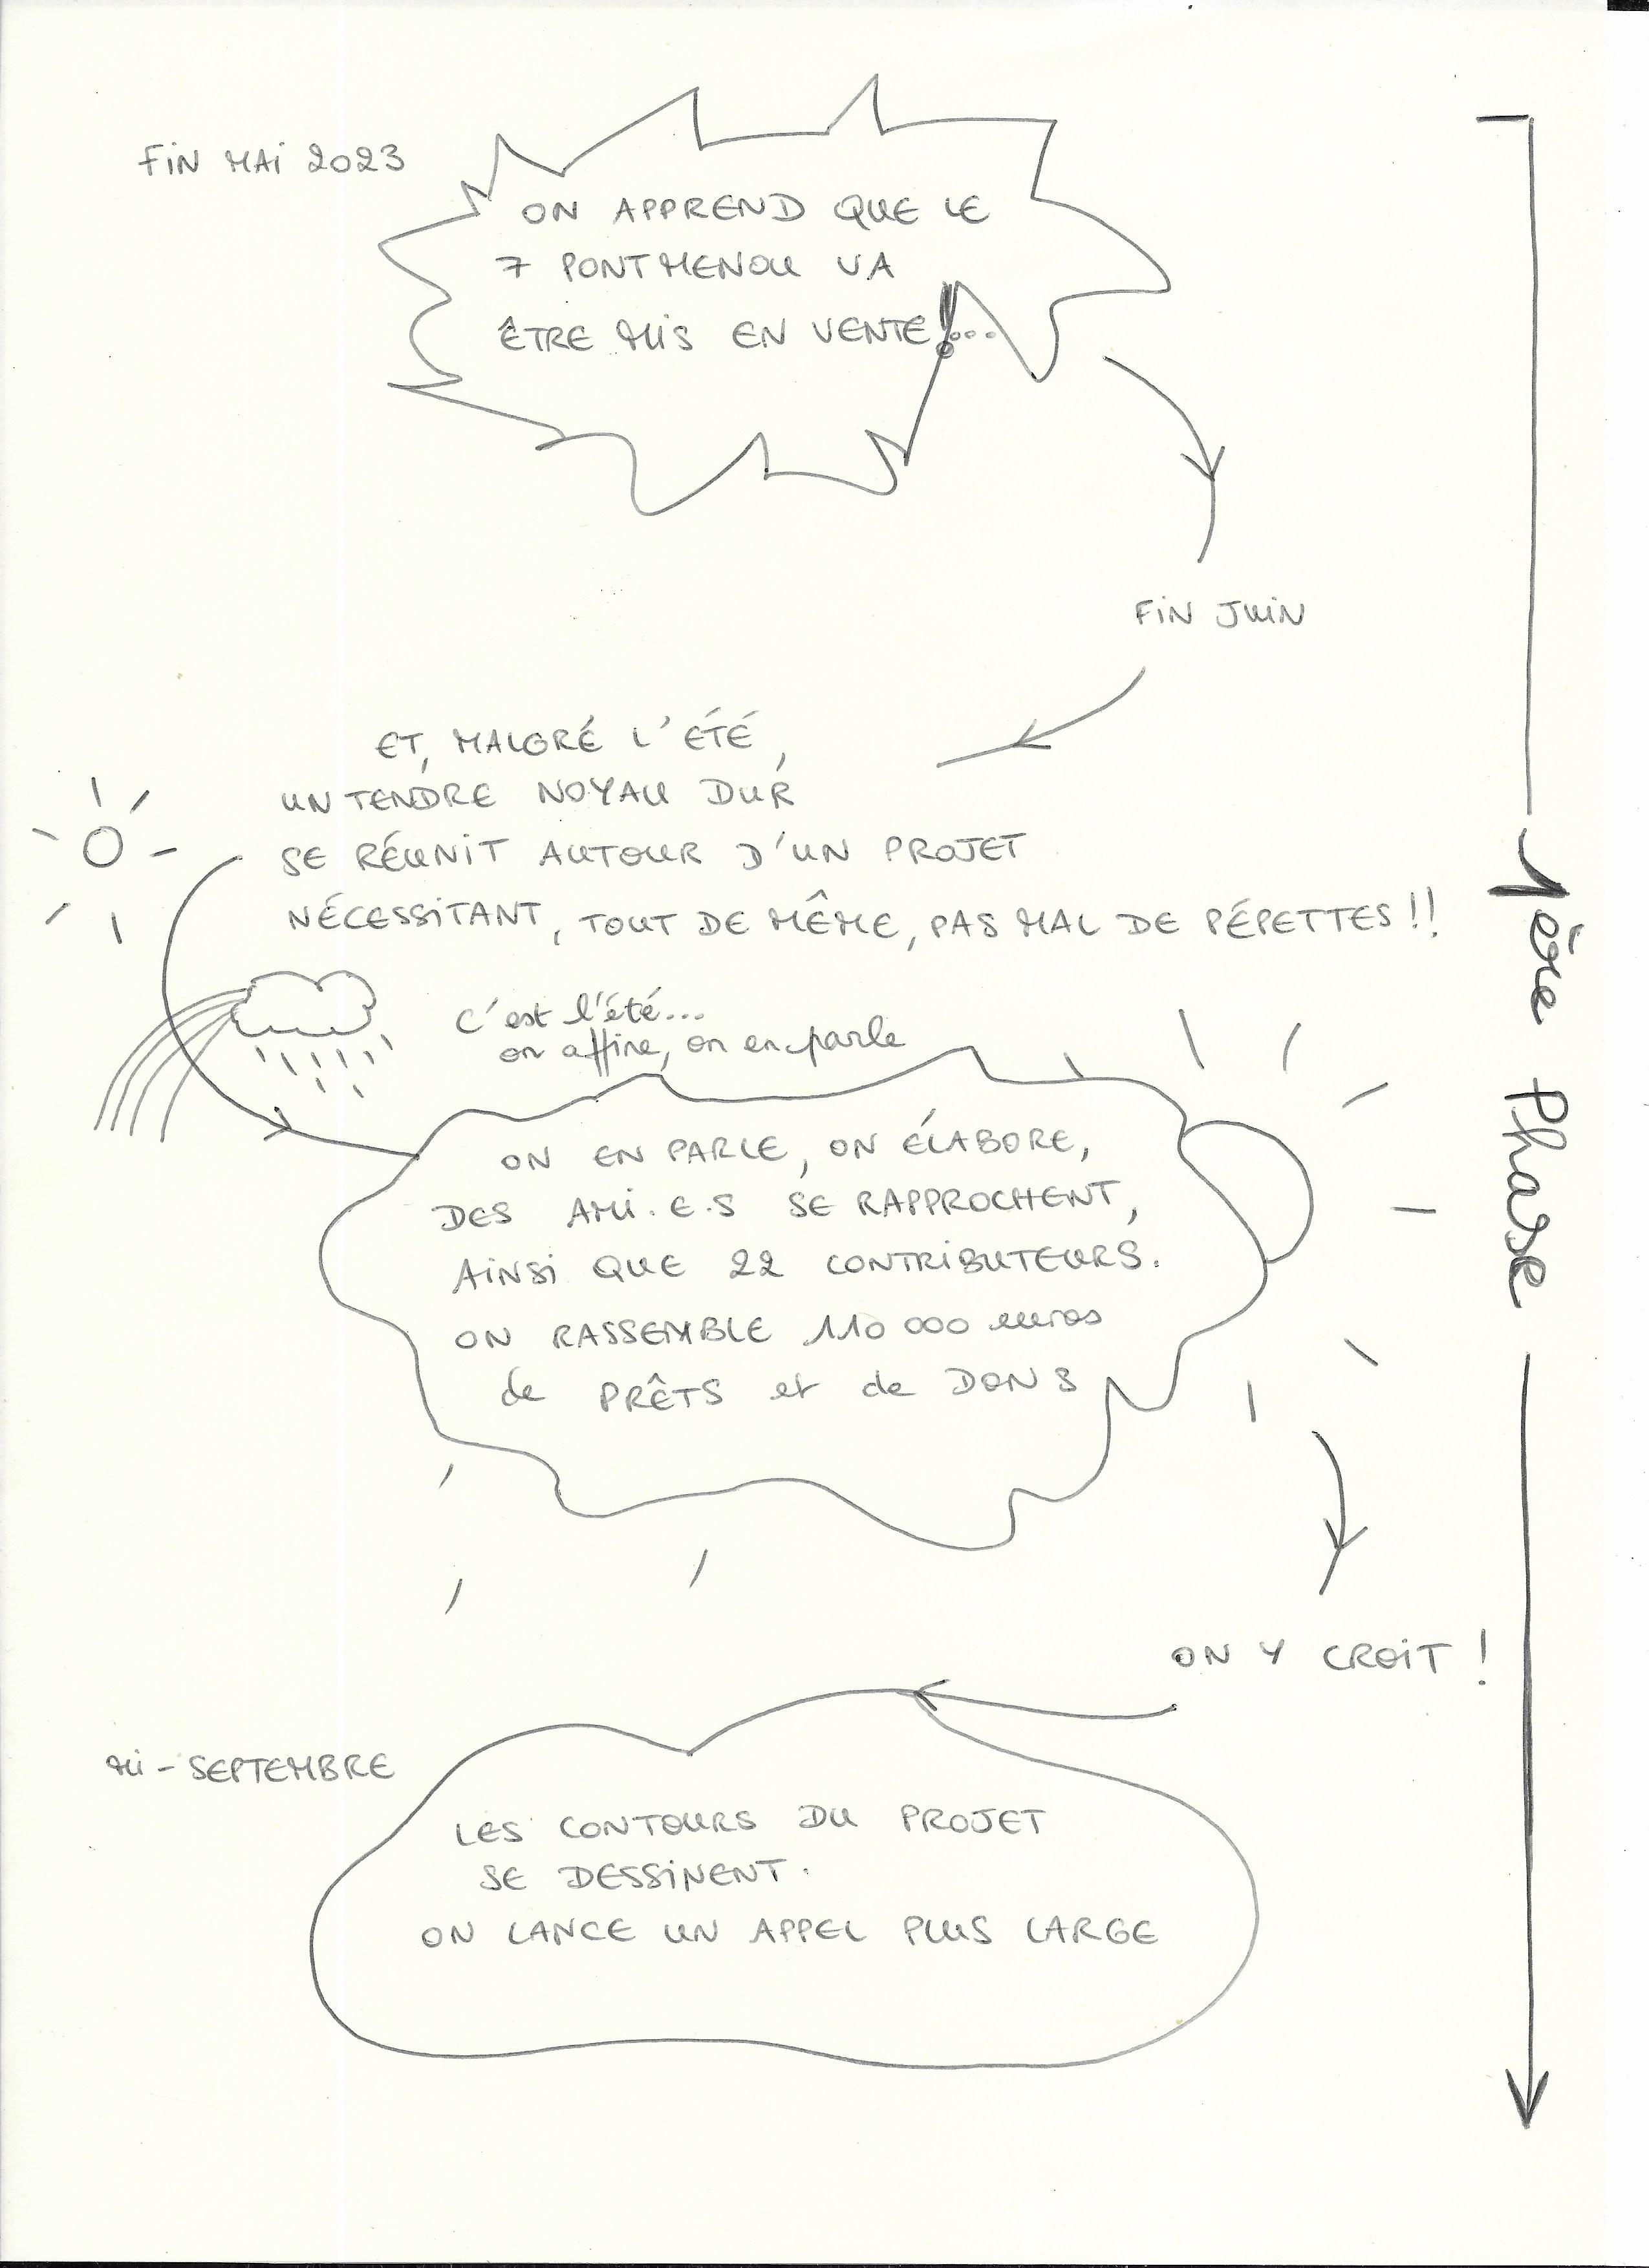 FIN MAI 2023
ON APPREND QUE LE
7 PONT MENOU VA
ÊTRE MIS EN VENTE!...
FIN JUIN
ET, MALGRÉ L'ÉTÉ,
UN TENDRE NOYAU DUR
SE RÉUNIT AUTOUR D'UN PROJET
NÉCESSITANT, TOUT DE MÊME, PAS MAL DE PÉPETTES !!
C'est l'été...
on affine, on en parle
ON EN PARLE, ON ÉLABORE,
DES AMI.E.S SE RAPPROCHENT,
AINSI QUE 22 CONTRIBUTEURS.
ON RASSEMBLE 110 000 euros
de PRÊTS et de DONS
ON Y CROIT !
MI-SEPTEMBRE
LES CONTOURS DU PROJET
SE DESSINENT.
ON LANCE UN APPEL PLUS LARGE
1ère Phase